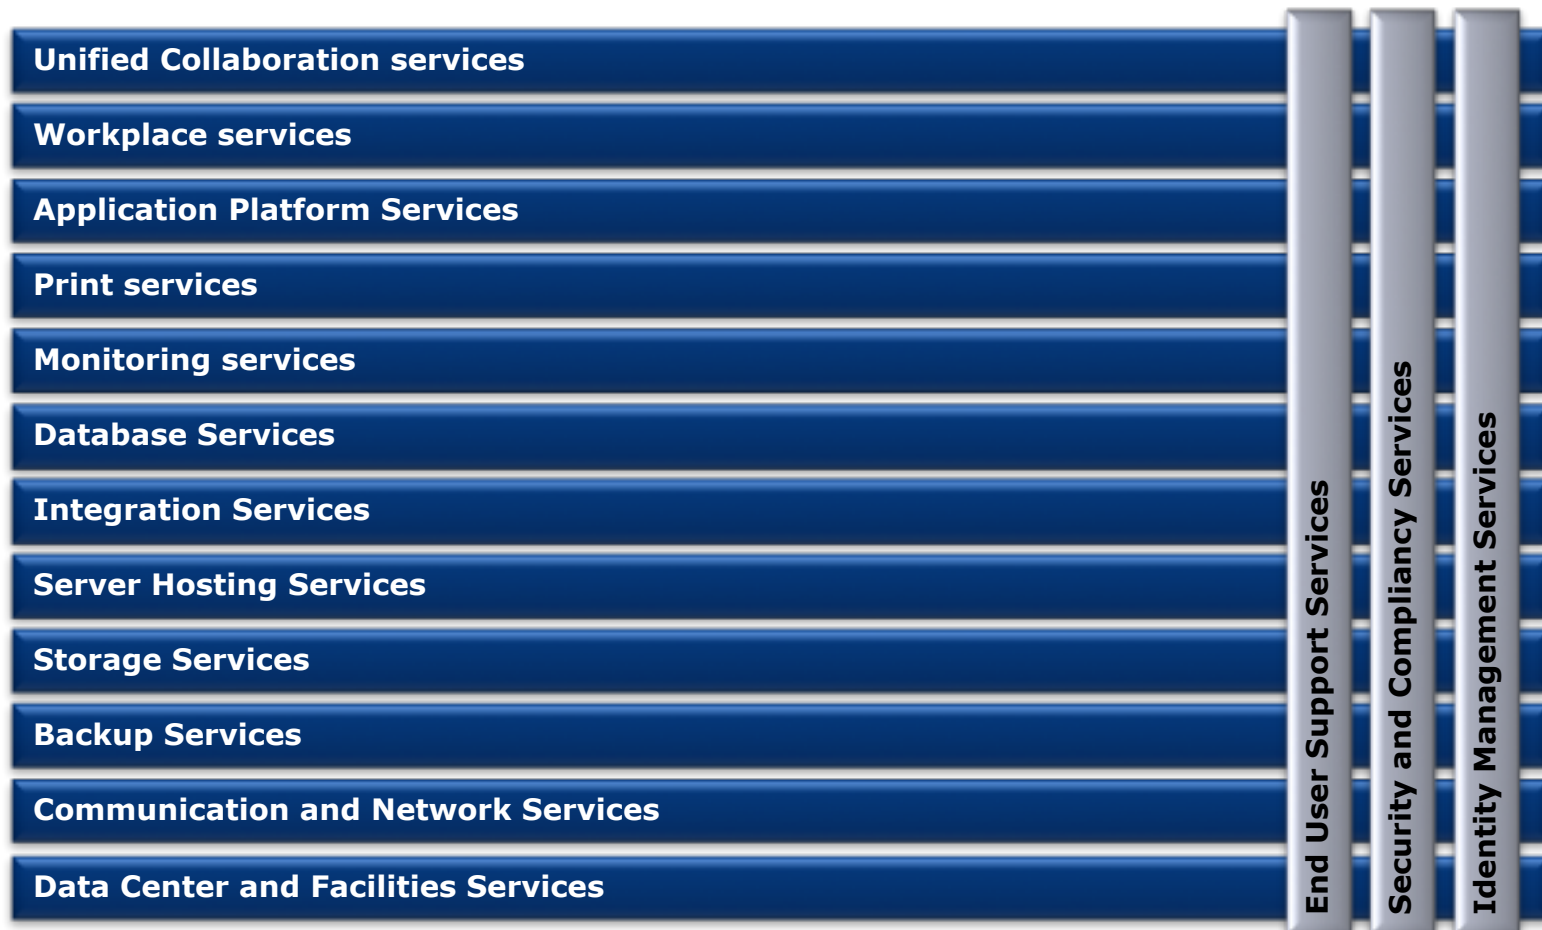 Unified Collaboration services
Workplace services
Application Platform Services
Print services
Monitoring services
Database Services
Integration Services
Server Hosting Services
Storage Services
Backup Services
Communication and Network Services
Data Center and Facilities Services
End User Support Services
Security and Compliancy Services
Identity Management Services